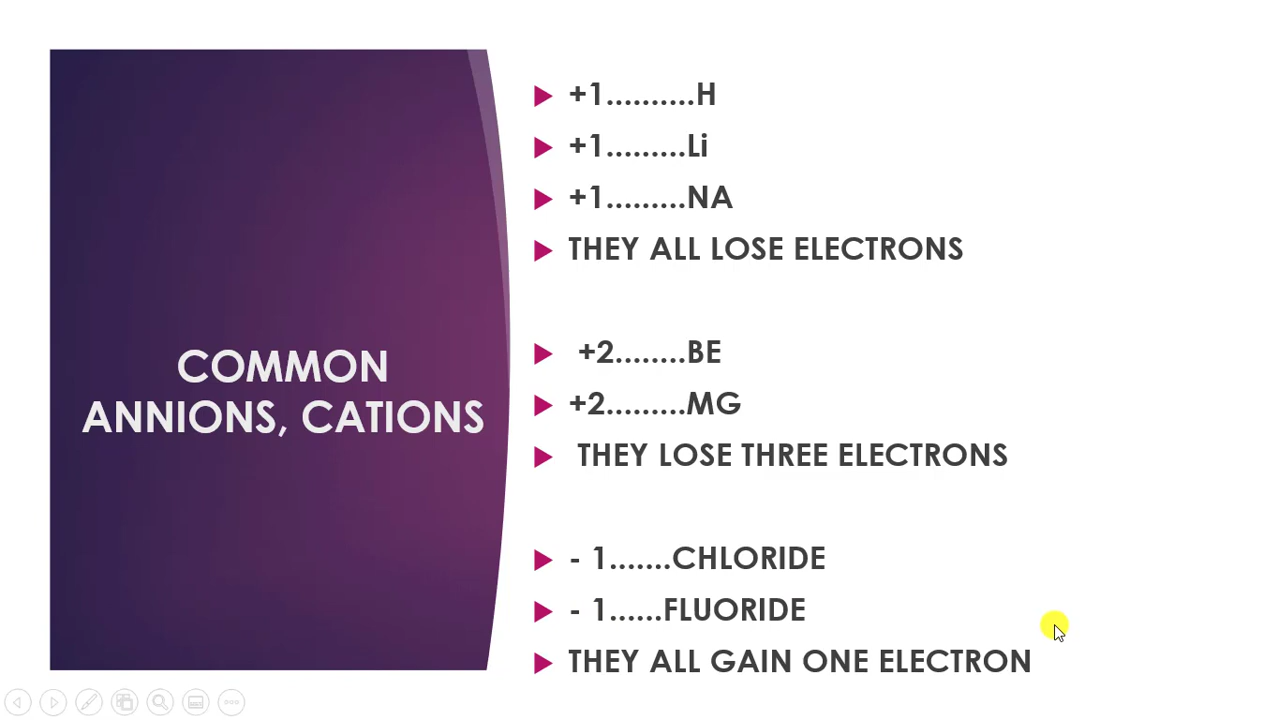 COMMON
ANNIONS, CATIONS
+1..........H
+1.........Li
+1.........NA
THEY ALL LOSE ELECTRONS
+2........BE
+2.........MG
THEY LOSE THREE ELECTRONS
- 1.......CHLORIDE
- 1......FLUORIDE
THEY ALL GAIN ONE ELECTRON